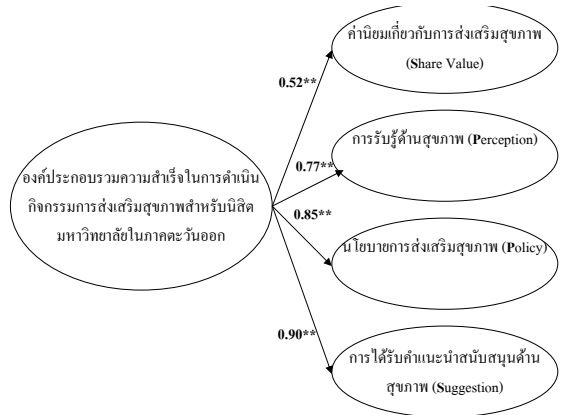 ค่านิยมเกี่ยวกับการส่งเสริมสุขภาพ
(Share Value)
0.52**
การรับรู้ด้านสุขภาพ (Perception)
0.77**
องค์ประกอบรวมความสำเร็จในการดำเนิน
กิจกรรมการส่งเสริมสุขภาพสำหรับนิสิต
มหาวิทยาลัยในภาคตะวันออก
0.85**
นโยบายการส่งเสริมสุขภาพ (Policy)
0.90**
การได้รับคำแนะนำสนับสนุนด้าน
สุขภาพ (Suggestion)